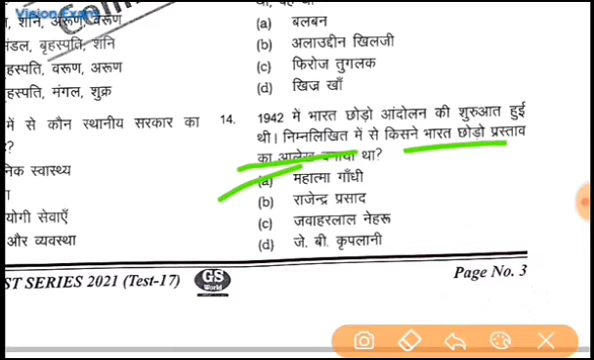 Vision Exams
, शनि, अरूण, वरूण
मंडल, बृहस्पति, शनि
हस्पति, वरूण, अरूण
हस्पति, मंगल, शुक्र
में से कौन स्थानीय सरकार का
?
निक स्वास्थ्य
योगी सेवाएँ
और व्यवस्था
(a) बलबन
(b) अलाउद्दीन खिलजी
(c) फिरोज तुगलक
(d) खिज्र खाँ
14. 1942 में भारत छोड़ो आंदोलन की शुरुआत हुई
थी। निम्नलिखित में से किसने भारत छोडो प्रस्ताव
का आलेख बनाया था?
(a) महात्मा गाँधी
(b) राजेन्द्र प्रसाद
(c) जवाहरलाल नेहरू
(d) जे. बी. कृपलानी
ST SERIES 2021 (Test-17)
GS
World
Page No. 3